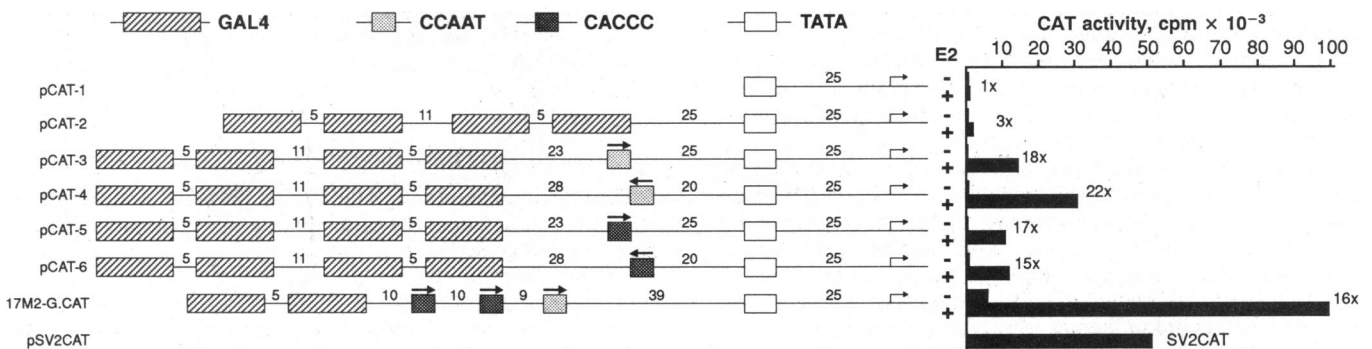 GAL4 CCAAT CACCC TATA
CAT activity, cpm × 10⁻³
E2 10 20 30 40 50 60 70 80 90 100
pCAT-1 25 - + 1x
pCAT-2 5 11 5 25 25 - + 3x
pCAT-3 5 11 5 23 25 25 - + 18x
pCAT-4 5 11 5 28 20 25 - + 22x
pCAT-5 5 11 5 23 25 25 - + 17x
pCAT-6 5 11 5 28 20 25 - + 15x
17M2-G.CAT 5 10 10 9 39 25 - + 16x
pSV2CAT SV2CAT